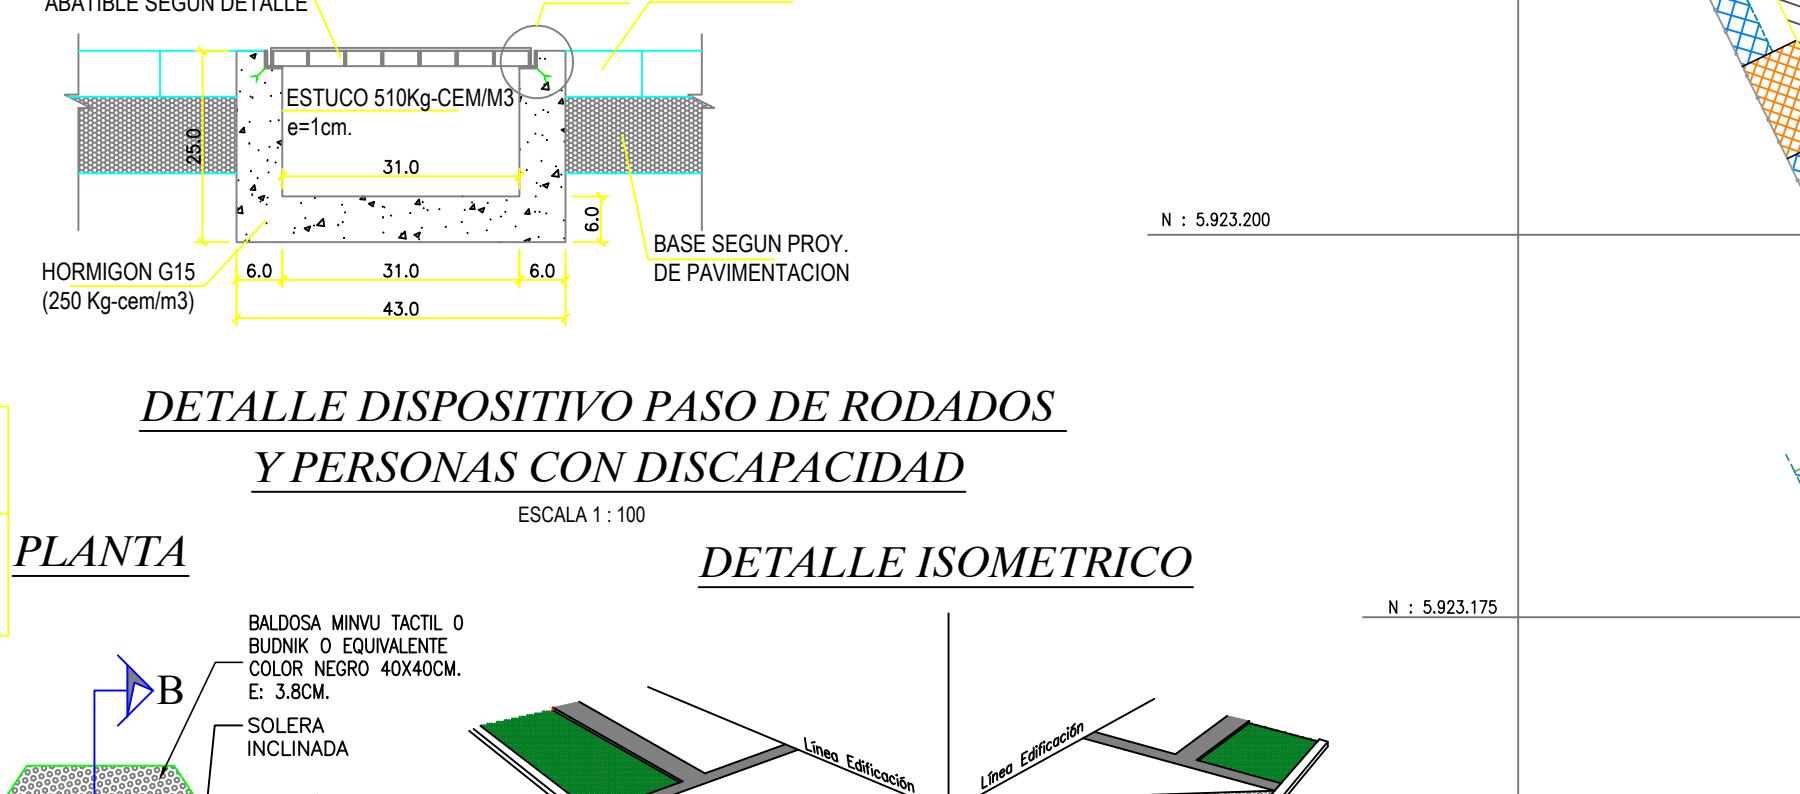 ABATIBLE SEGUN DETALLE
ESTUCO 510Kg-CEM/M3
e=1cm.
25.0
31.0
6.0
HORMIGON G15
(250 Kg-cem/m3)
6.0
31.0
6.0
43.0
BASE SEGUN PROY.
DE PAVIMENTACION
N : 5.923.200
DETALLE DISPOSITIVO PASO DE RODADOS
Y PERSONAS CON DISCAPACIDAD
ESCALA 1 : 100
PLANTA
DETALLE ISOMETRICO
N : 5.923.175
BALDOSA MINVU TACTIL O
BUDNIK O EQUIVALENTE
COLOR NEGRO 40X40CM.
E: 3.8CM.
B
SOLERA
INCLINADA
Línea Edificación
Línea Edificación